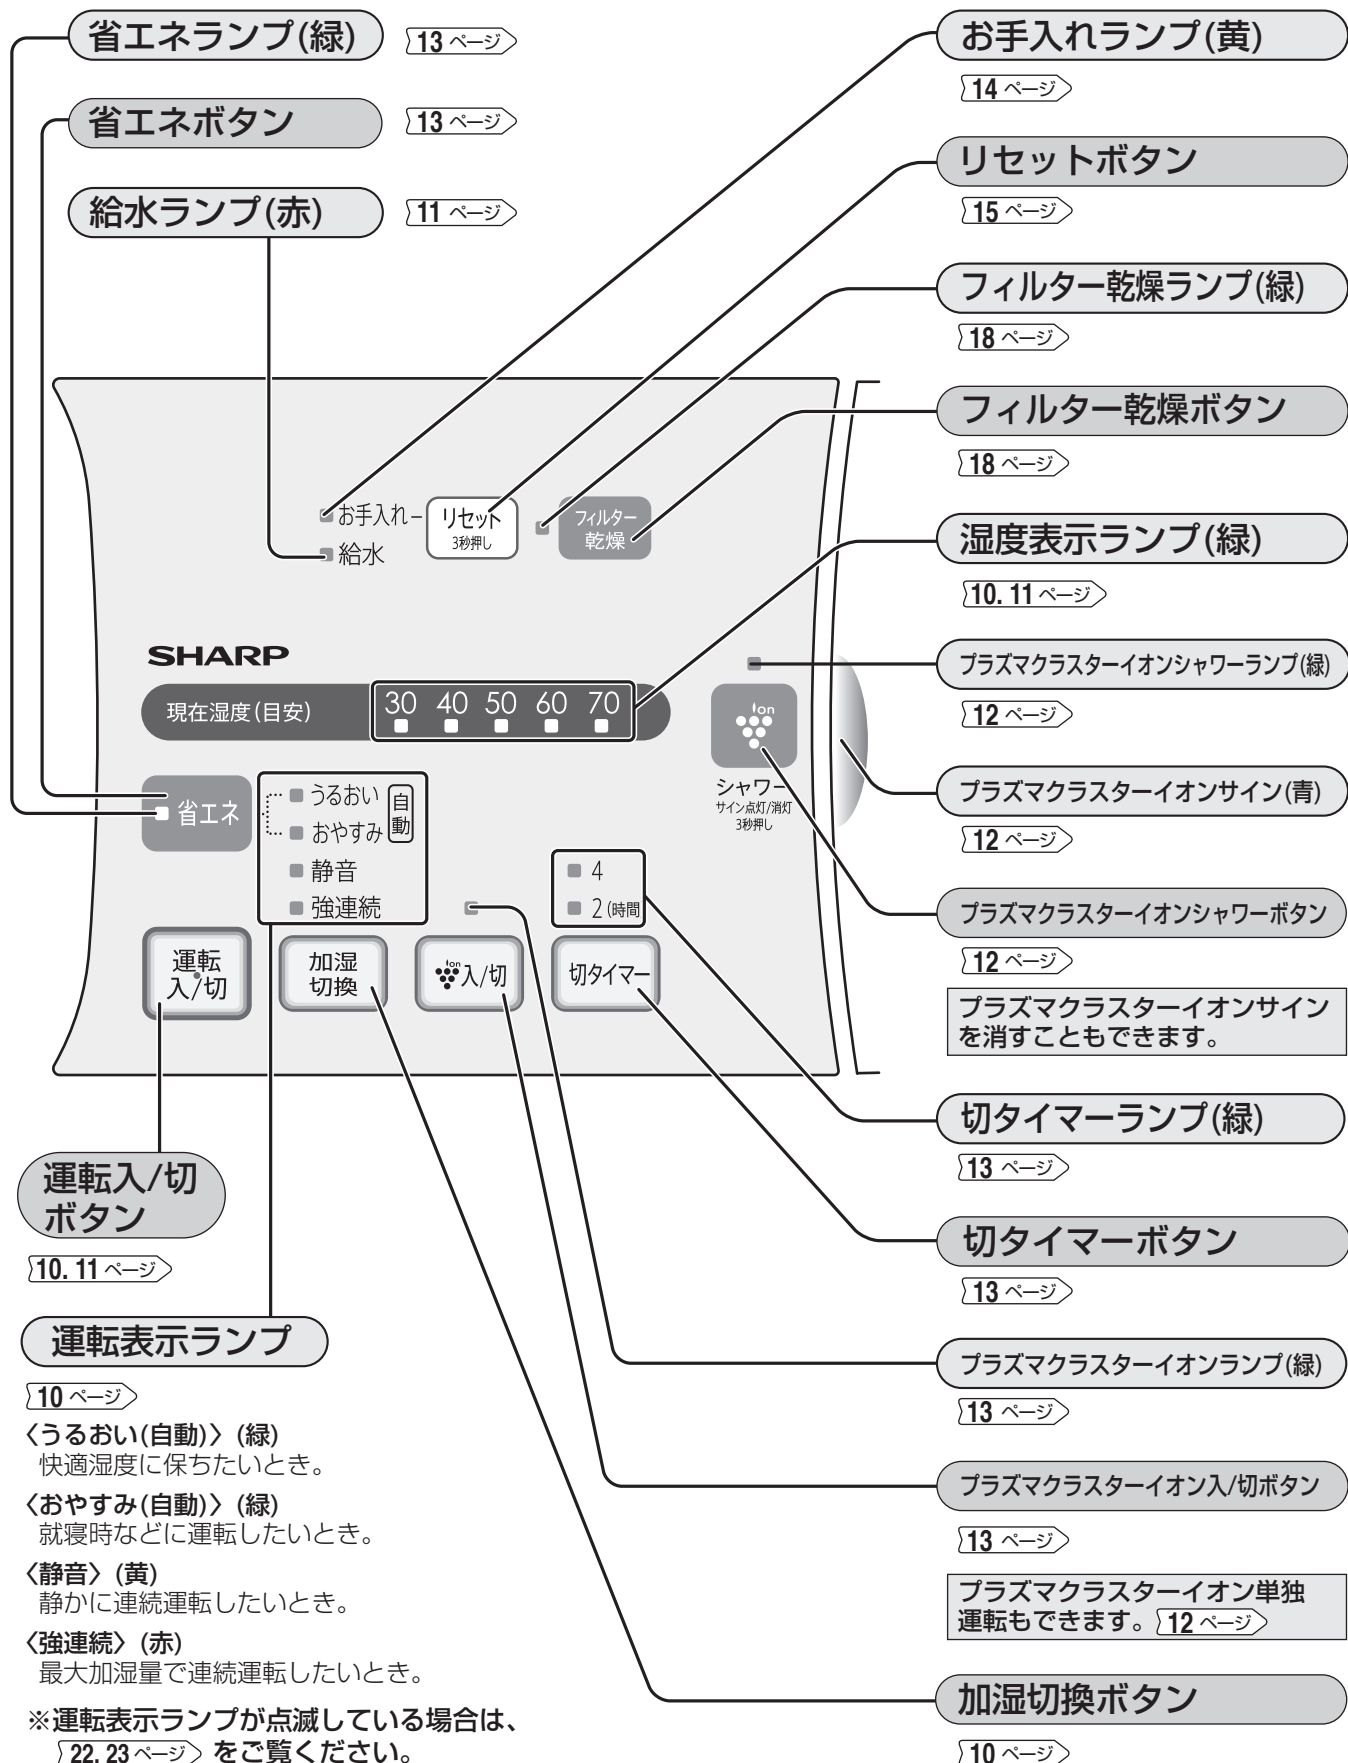 省エネランプ(緑)
13 ページ
省エネボタン
13 ページ
給水ランプ(赤)
11 ページ
お手入れランプ(黄)
14 ページ
リセットボタン
15 ページ
フィルター乾燥ランプ(緑)
18 ページ
フィルター乾燥ボタン
18 ページ
湿度表示ランプ(緑)
10. 11 ページ
プラズマクラスターイオンシャワーランプ(緑)
12 ページ
プラズマクラスターイオンサイン(青)
12 ページ
プラズマクラスターイオンシャワーボタン
12 ページ
プラズマクラスターイオンサイン
を消すこともできます。
切タイマーランプ(緑)
13 ページ
切タイマーボタン
13 ページ
プラズマクラスターイオンランプ(緑)
13 ページ
プラズマクラスターイオン入/切ボタン
13 ページ
プラズマクラスターイオン単独
運転もできます。 12 ページ
加湿切換ボタン
10 ページ
お手入れ
給水
リセット
3秒押し
フィルター
乾燥
SHARP
現在湿度(目安)
30 40 50 60 70
ion
シャワー
サイン点灯/消灯
3秒押し
省エネ
うるおい
おやすみ
自動
静音
強連続
4
2(時間
運転
入/切
加湿
切換
ion
入/切
切タイマー
運転入/切
ボタン
10. 11 ページ
運転表示ランプ
10 ページ
〈うるおい(自動)〉(緑)
快適湿度に保ちたいとき。
〈おやすみ(自動)〉(緑)
就寝時などに運転したいとき。
〈静音〉(黄)
静かに連続運転したいとき。
〈強連続〉(赤)
最大加湿量で連続運転したいとき。
※運転表示ランプが点滅している場合は、
22. 23 ページ をご覧ください。